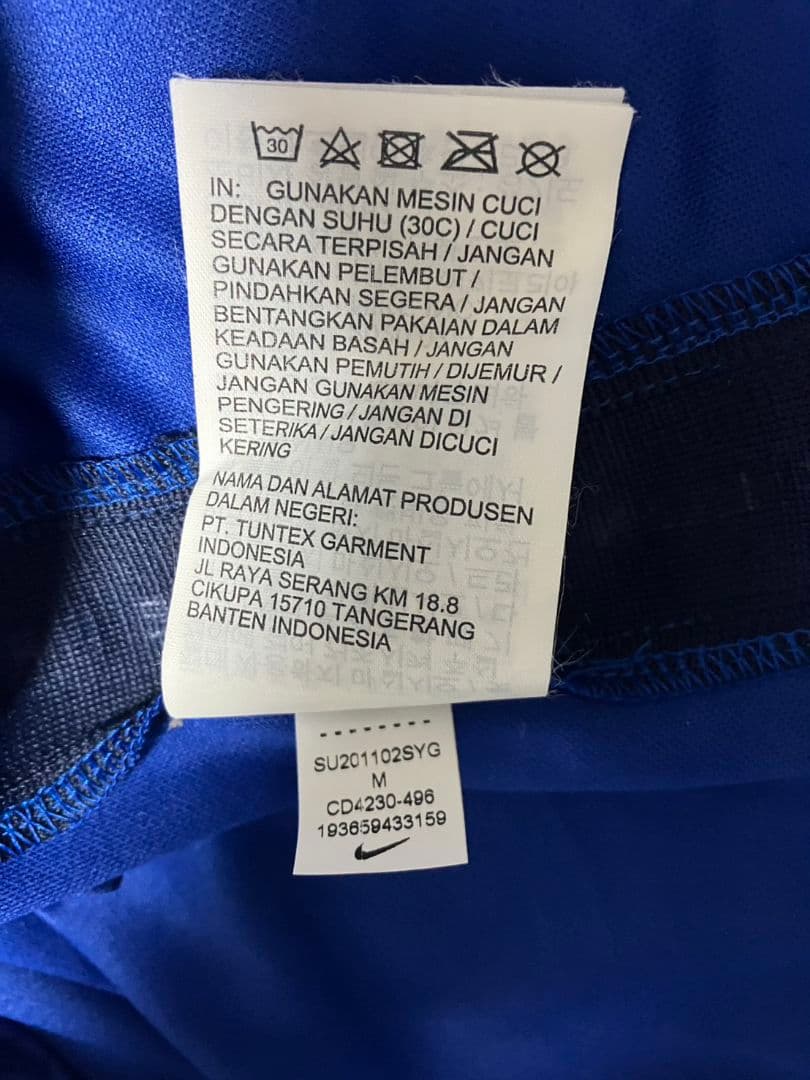 30
IN: GUNAKAN MESIN CUCI
DENGAN SUHU (30C) / CUCI
SECARA TERPISAH / JANGAN
GUNAKAN PELEMBUT /
PINDAHKAN SEGERA / JANGAN
BENTANGKAN PAKAIAN DALAM
KEADAAN BASAH / JANGAN
GUNAKAN PEMUTIH / DIJEMUR /
JANGAN GUNAKAN MESIN
PENGERING / JANGAN DI
SETERIKA / JANGAN DICUCI
KERING
NAMA DAN ALAMAT PRODUSEN
DALAM NEGERI:
PT. TUNTEX GARMENT
INDONESIA
JL RAYA SERANG KM 18.8
CIKUPA 15710 TANGERANG
BANTEN INDONESIA
SU201102SYG
M
CD4230-496
193659433159